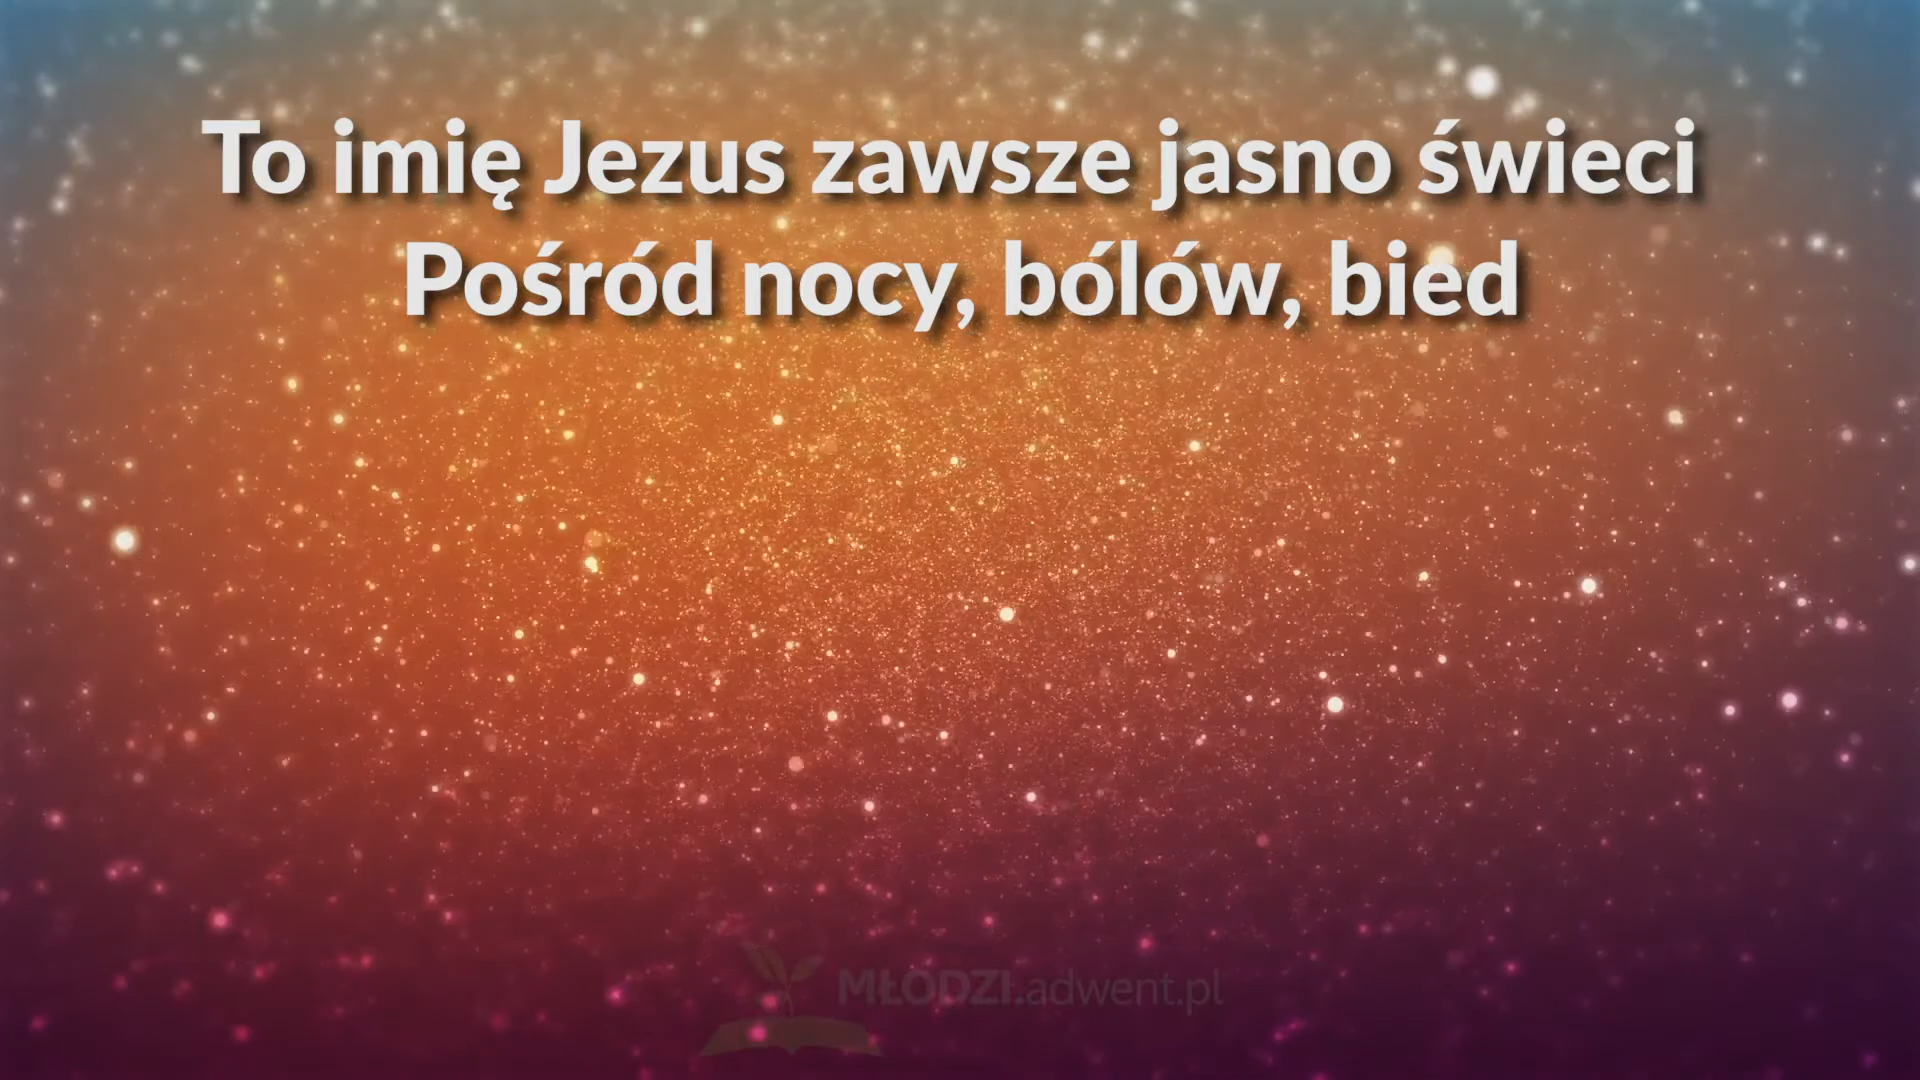 To imię Jezus zawsze jasno świeci
Pośród nocy, bólów, bied
MŁODZI.adwent.pl